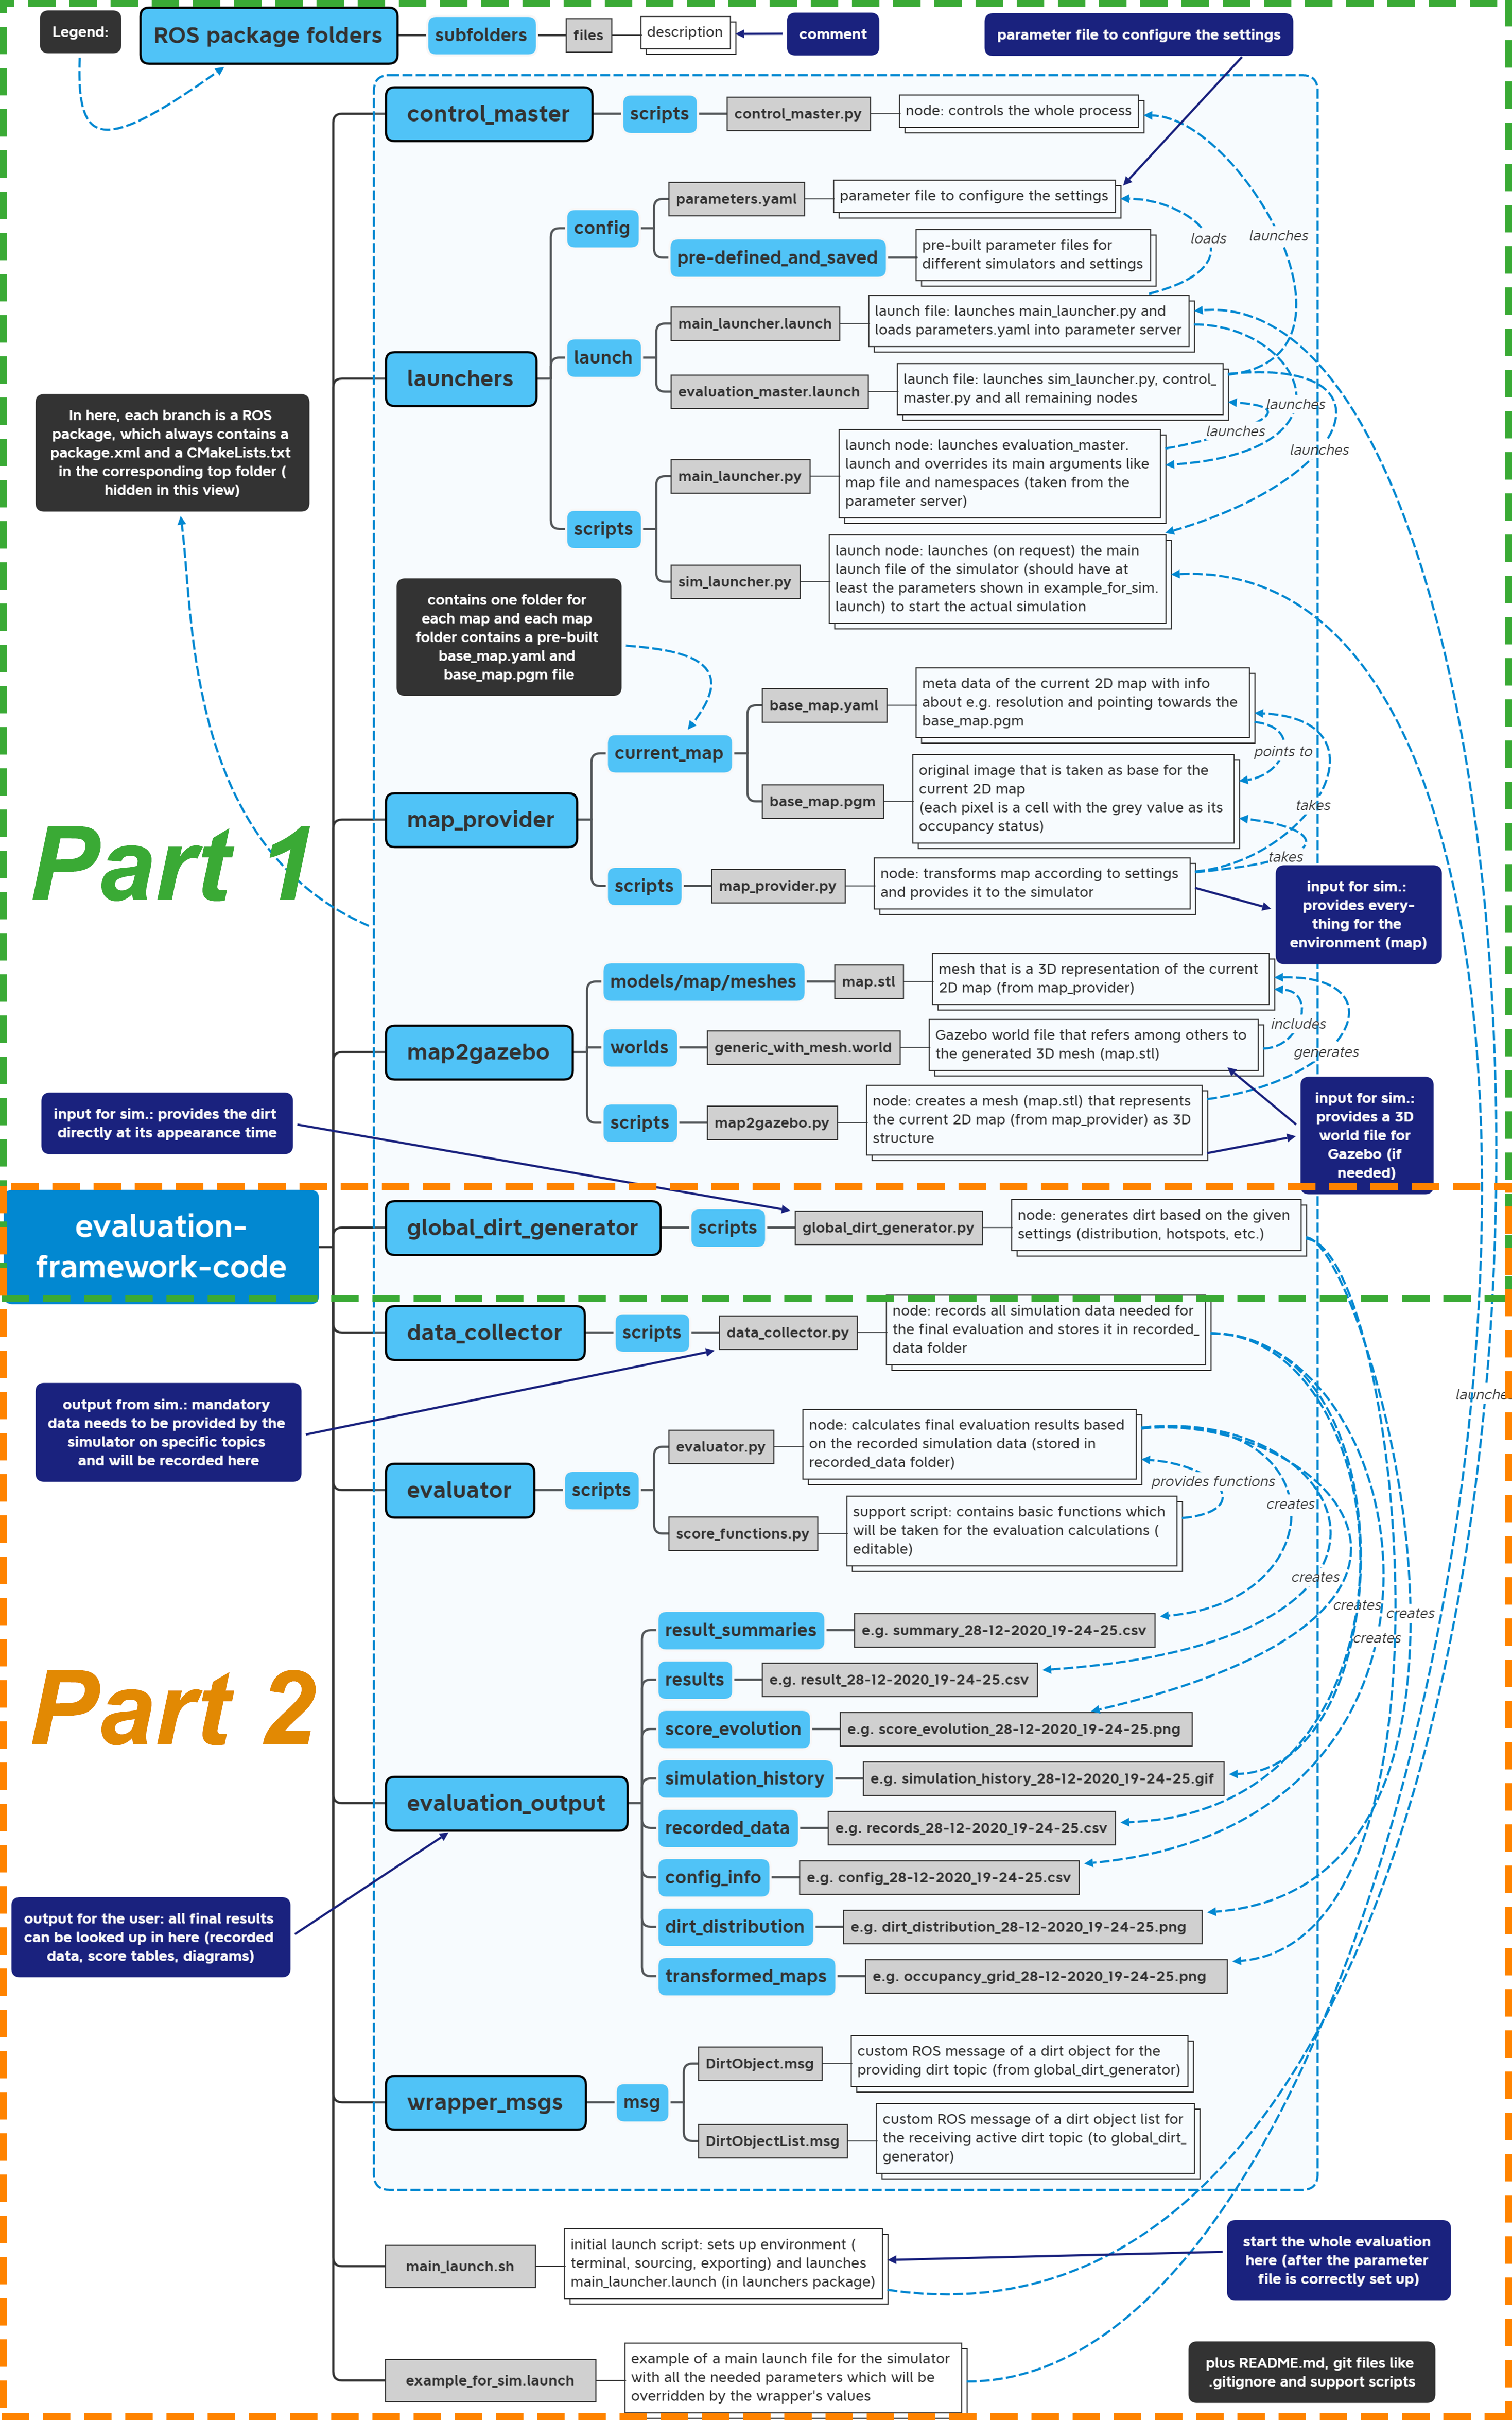 Legend:
ROS package folders
subfolders
files
description
comment
parameter file to configure the settings
control_master
scripts
control_master.py
node: controls the whole process
launchers
config
parameters.yaml
parameter file to configure the settings
pre-defined_and_saved
pre-built parameter files for
different simulators and settings
loads
launches
launch
main_launcher.launch
launch file: launches main_launcher.py and
loads parameters.yaml into parameter server
evaluation_master.launch
launch file: launches sim_launcher.py, control_
master.py and all remaining nodes
launches
launches
launches
scripts
main_launcher.py
launch node: launches evaluation_master.
launch and overrides its main arguments like
map file and namespaces (taken from the
parameter server)
sim_launcher.py
launch node: launches (on request) the main
launch file of the simulator (should have at
least the parameters shown in example_for_sim.
launch) to start the actual simulation
In here, each branch is a ROS
package, which always contains a
package.xml and a CMakeLists.txt
in the corresponding top folder (
hidden in this view)
contains one folder for
each map and each map
folder contains a pre-built
base_map.yaml and
base_map.pgm file
Part 1
map_provider
current_map
base_map.yaml
meta data of the current 2D map with info
about e.g. resolution and pointing towards the
base_map.pgm
points to
base_map.pgm
original image that is taken as base for the
current 2D map
(each pixel is a cell with the grey value as its
occupancy status)
takes
takes
scripts
map_provider.py
node: transforms map according to settings
and provides it to the simulator
input for sim.:
provides every-
thing for the
environment (map)
map2gazebo
models/map/meshes
map.stl
mesh that is a 3D representation of the current
2D map (from map_provider)
worlds
generic_with_mesh.world
Gazebo world file that refers among others to
the generated 3D mesh (map.stl)
includes
generates
scripts
map2gazebo.py
node: creates a mesh (map.stl) that represents
the current 2D map (from map_provider) as 3D
structure
input for sim.:
provides a 3D
world file for
Gazebo (if
needed)
input for sim.: provides the dirt
directly at its appearance time
evaluation-
framework-code
global_dirt_generator
scripts
global_dirt_generator.py
node: generates dirt based on the given
settings (distribution, hotspots, etc.)
data_collector
scripts
data_collector.py
node: records all simulation data needed for
the final evaluation and stores it in recorded_
data folder
output from sim.: mandatory
data needs to be provided by the
simulator on specific topics
and will be recorded here
launches
evaluator
scripts
evaluator.py
node: calculates final evaluation results based
on the recorded simulation data (stored in
recorded_data folder)
provides functions
creates
score_functions.py
support script: contains basic functions which
will be taken for the evaluation calculations (
editable)
creates
creates
creates
creates
Part 2
evaluation_output
result_summaries
e.g. summary_28-12-2020_19-24-25.csv
results
e.g. result_28-12-2020_19-24-25.csv
score_evolution
e.g. score_evolution_28-12-2020_19-24-25.png
simulation_history
e.g. simulation_history_28-12-2020_19-24-25.gif
recorded_data
e.g. records_28-12-2020_19-24-25.csv
config_info
e.g. config_28-12-2020_19-24-25.csv
dirt_distribution
e.g. dirt_distribution_28-12-2020_19-24-25.png
transformed_maps
e.g. occupancy_grid_28-12-2020_19-24-25.png
output for the user: all final results
can be looked up in here (recorded
data, score tables, diagrams)
wrapper_msgs
msg
DirtObject.msg
custom ROS message of a dirt object for the
providing dirt topic (from global_dirt_generator)
DirtObjectList.msg
custom ROS message of a dirt object list for
the receiving active dirt topic (to global_dirt_
generator)
main_launch.sh
initial launch script: sets up environment (
terminal, sourcing, exporting) and launches
main_launcher.launch (in launchers package)
start the whole evaluation
here (after the parameter
file is correctly set up)
example_for_sim.launch
example of a main launch file for the simulator
with all the needed parameters which will be
overridden by the wrapper's values
plus README.md, git files like
.gitignore and support scripts